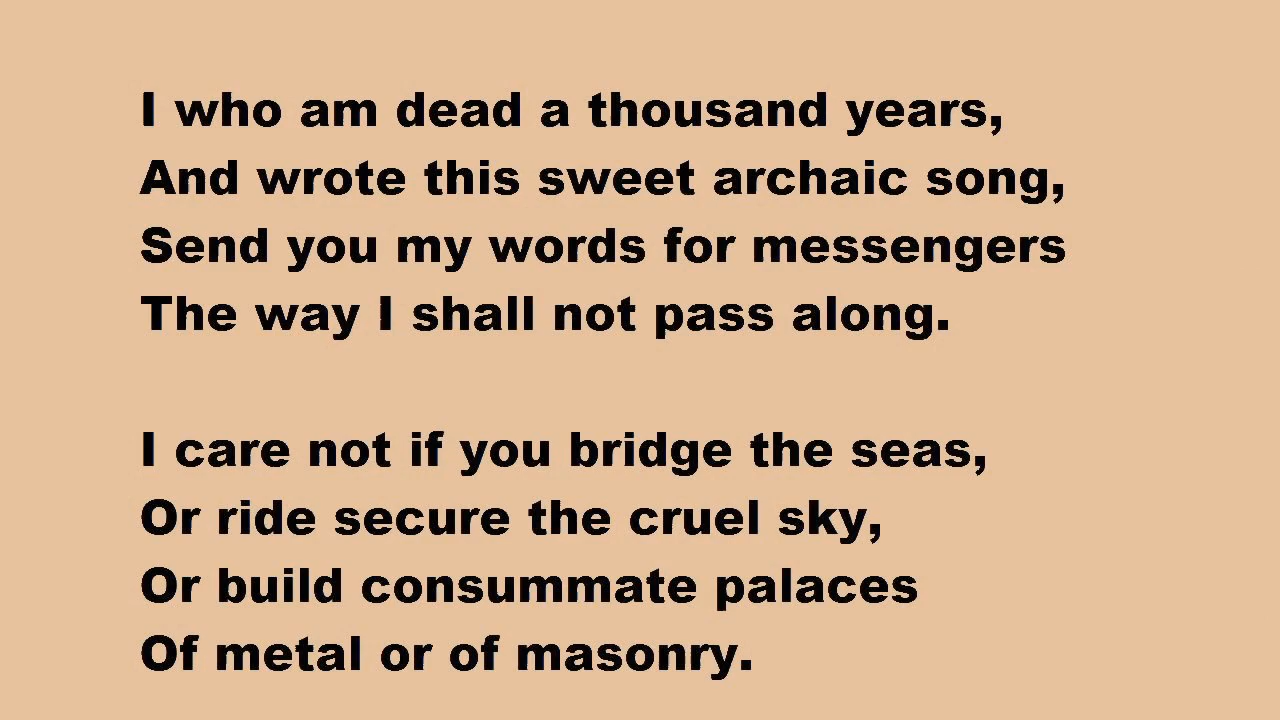 I who am dead a thousand years,
And wrote this sweet archaic song,
Send you my words for messengers
The way I shall not pass along.
I care not if you bridge the seas,
Or ride secure the cruel sky,
Or build consummate palaces
Of metal or of masonry.